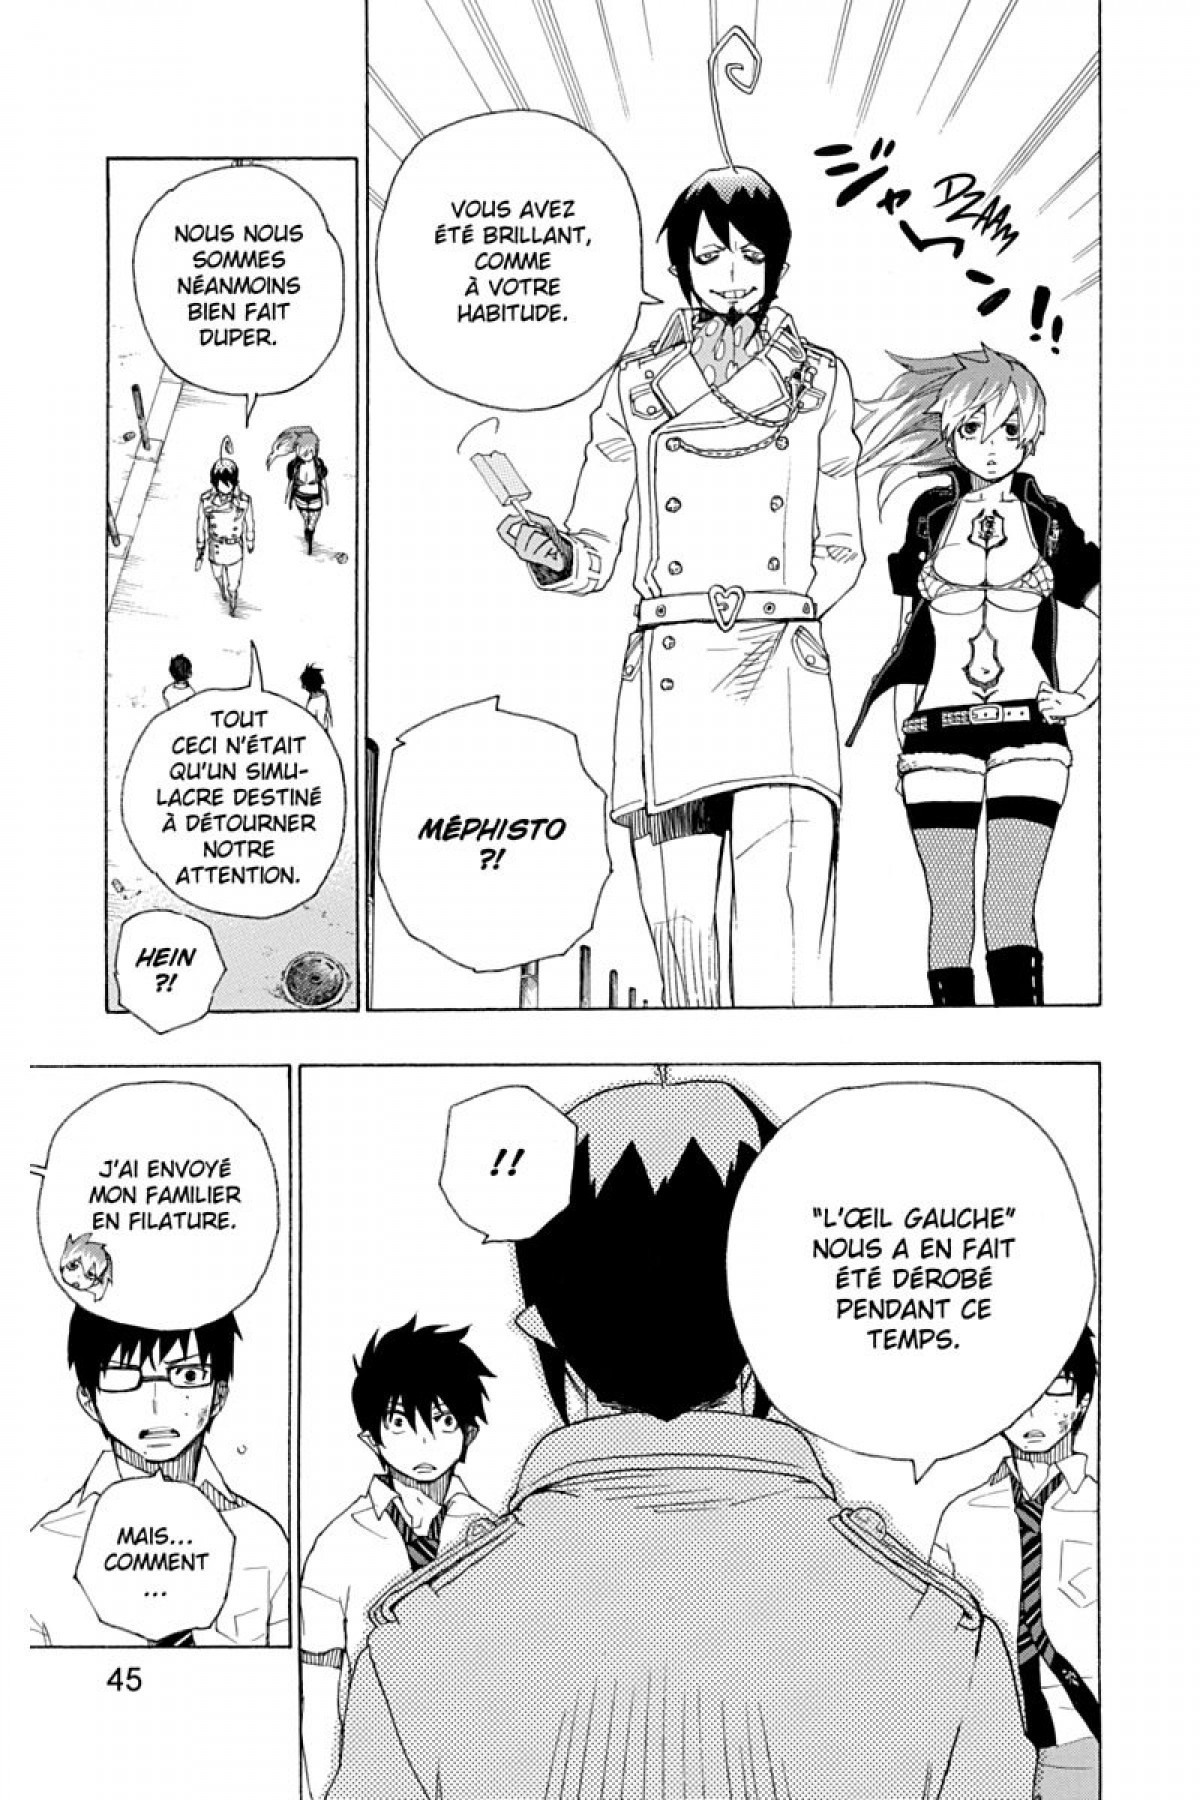 VOUS AVEZ
ÉTÉ BRILLANT,
COMME
À VOTRE
HABITUDE.
ジャーン!!
DZAAM
MÉPHISTO
?!
NOUS NOUS
SOMMES
NÉANMOINS
BIEN FAIT
DUPER.
TOUT
CECI N'ÉTAIT
QU'UN SIMU-
LACRE DESTINÉ
À DÉTOURNER
NOTRE
ATTENTION.
HEIN
?!
"L'ŒIL GAUCHE"
NOUS A EN FAIT
ÉTÉ DÉROBÉ
PENDANT CE
TEMPS.
!!
J'AI ENVOYÉ
MON FAMILIER
EN FILATURE.
MAIS...
COMMENT
...
45